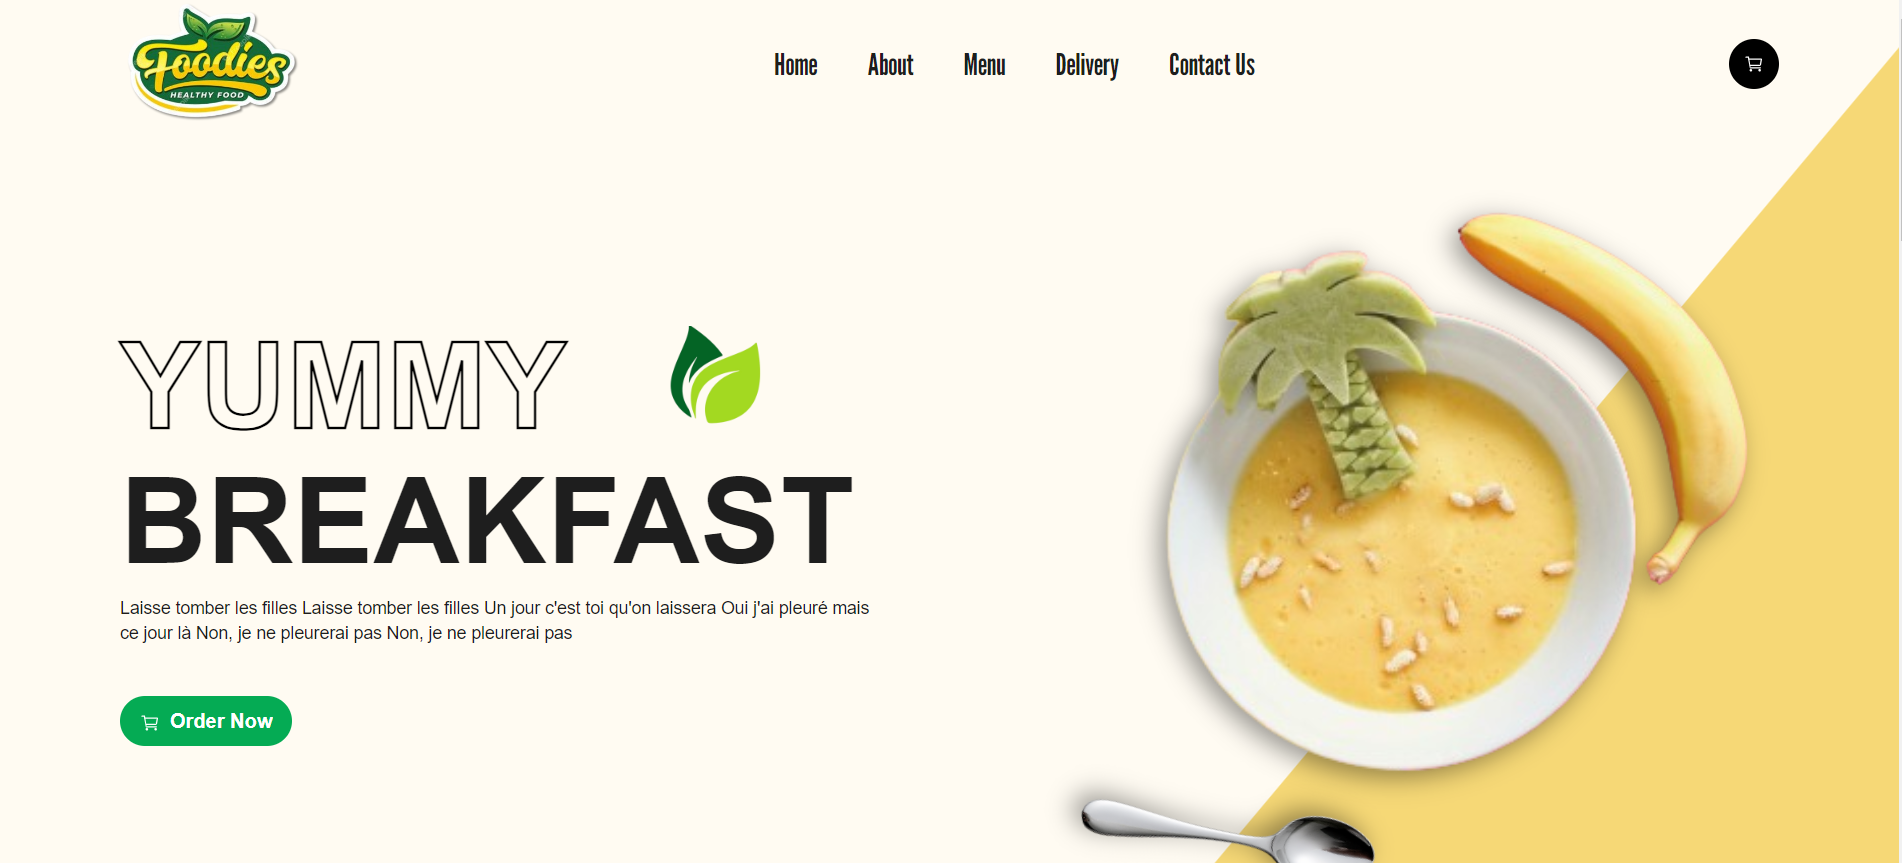 Foodies
HEALTHY FOOD
Home About Menu Delivery Contact Us
YUMMY
BREAKFAST
Laisse tomber les filles Laisse tomber les filles Un jour c'est toi qu'on laissera Oui j'ai pleuré mais
ce jour là Non, je ne pleurerai pas Non, je ne pleurerai pas
Order Now